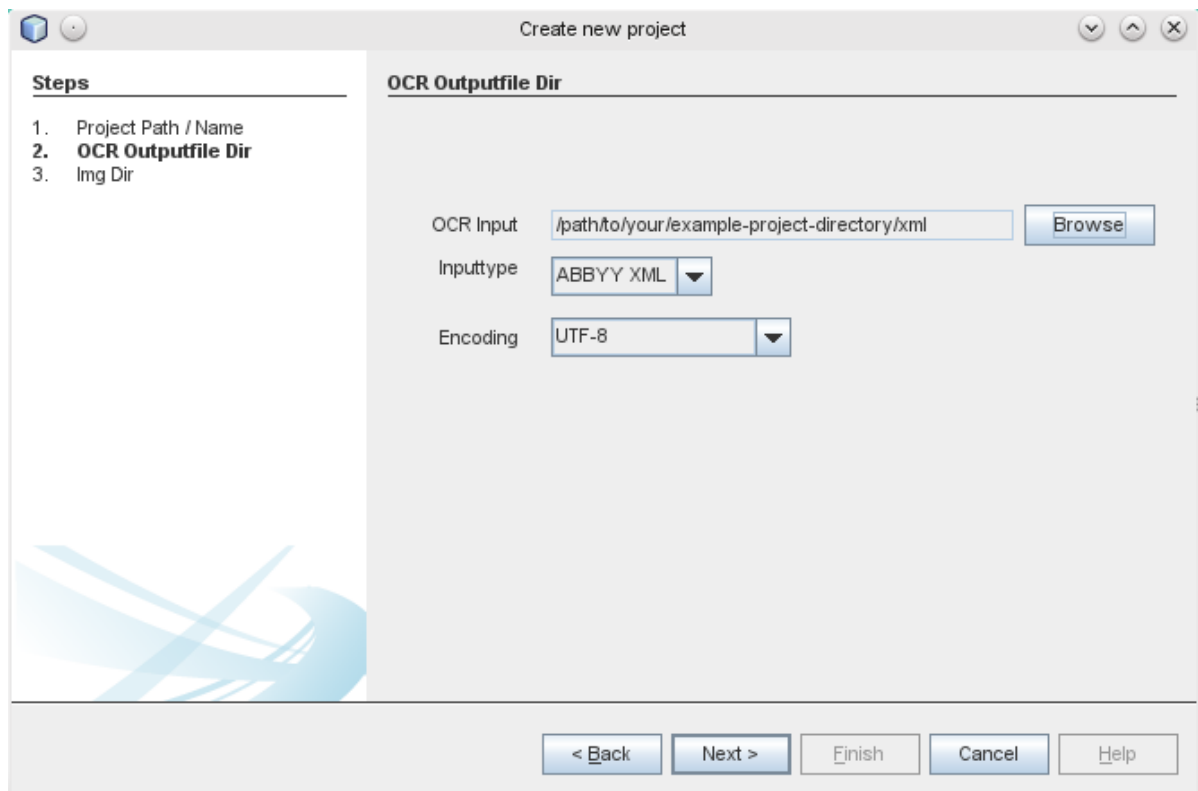 Create new project
Steps
1. Project Path / Name
2. OCR Outputfile Dir
3. Img Dir
OCR Outputfile Dir
OCR Input /path/to/your/example-project-directory/xml Browse
Inputtype ABBYY XML
Encoding UTF-8
< Back Next > Finish Cancel Help